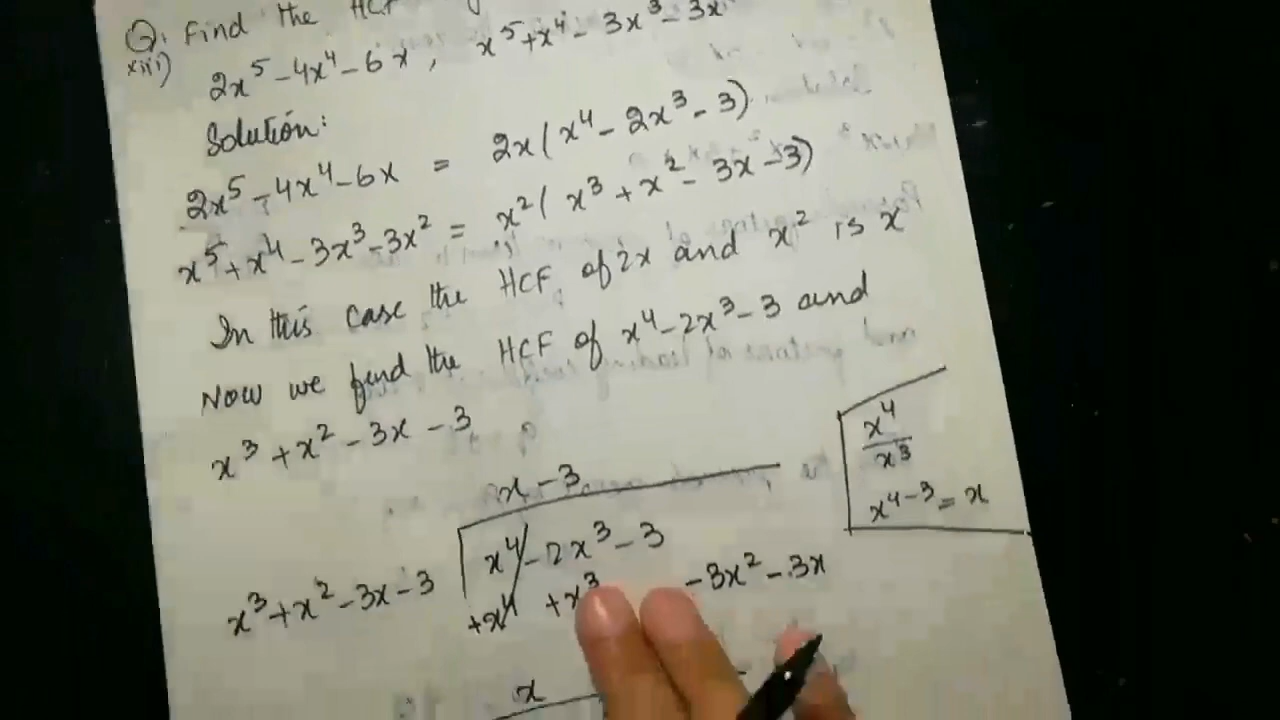 Q. Find the HCF
xiii) 2x⁵-4x⁴-6x, x⁵+x⁴-3x³-3x
Solution:
2x⁵-4x⁴-6x = 2x(x⁴-2x³-3)
x⁵+x⁴-3x³-3x² = x²(x³+x²-3x-3)
In this case the HCF of 2x and x² is x
Now we find the HCF of x⁴-2x³-3 and
x³+x²-3x-3
x⁴
x³
x⁴⁻³=x
x-3
x³+x²-3x-3
x⁴-2x³-3
+x⁴ +x³ -3x²-3x
x